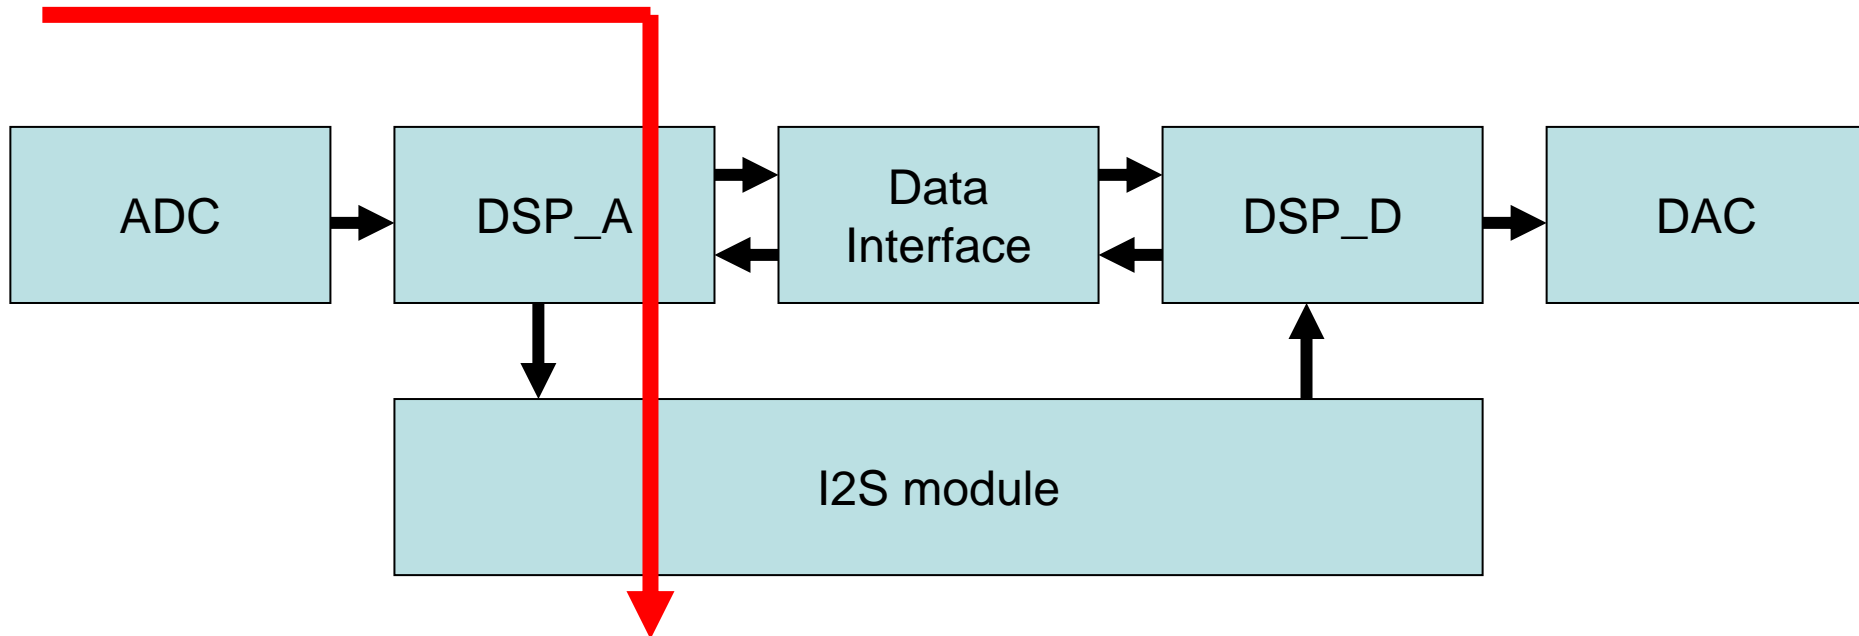 ADC
DSP_A
Data
Interface
DSP_D
DAC
I2S module